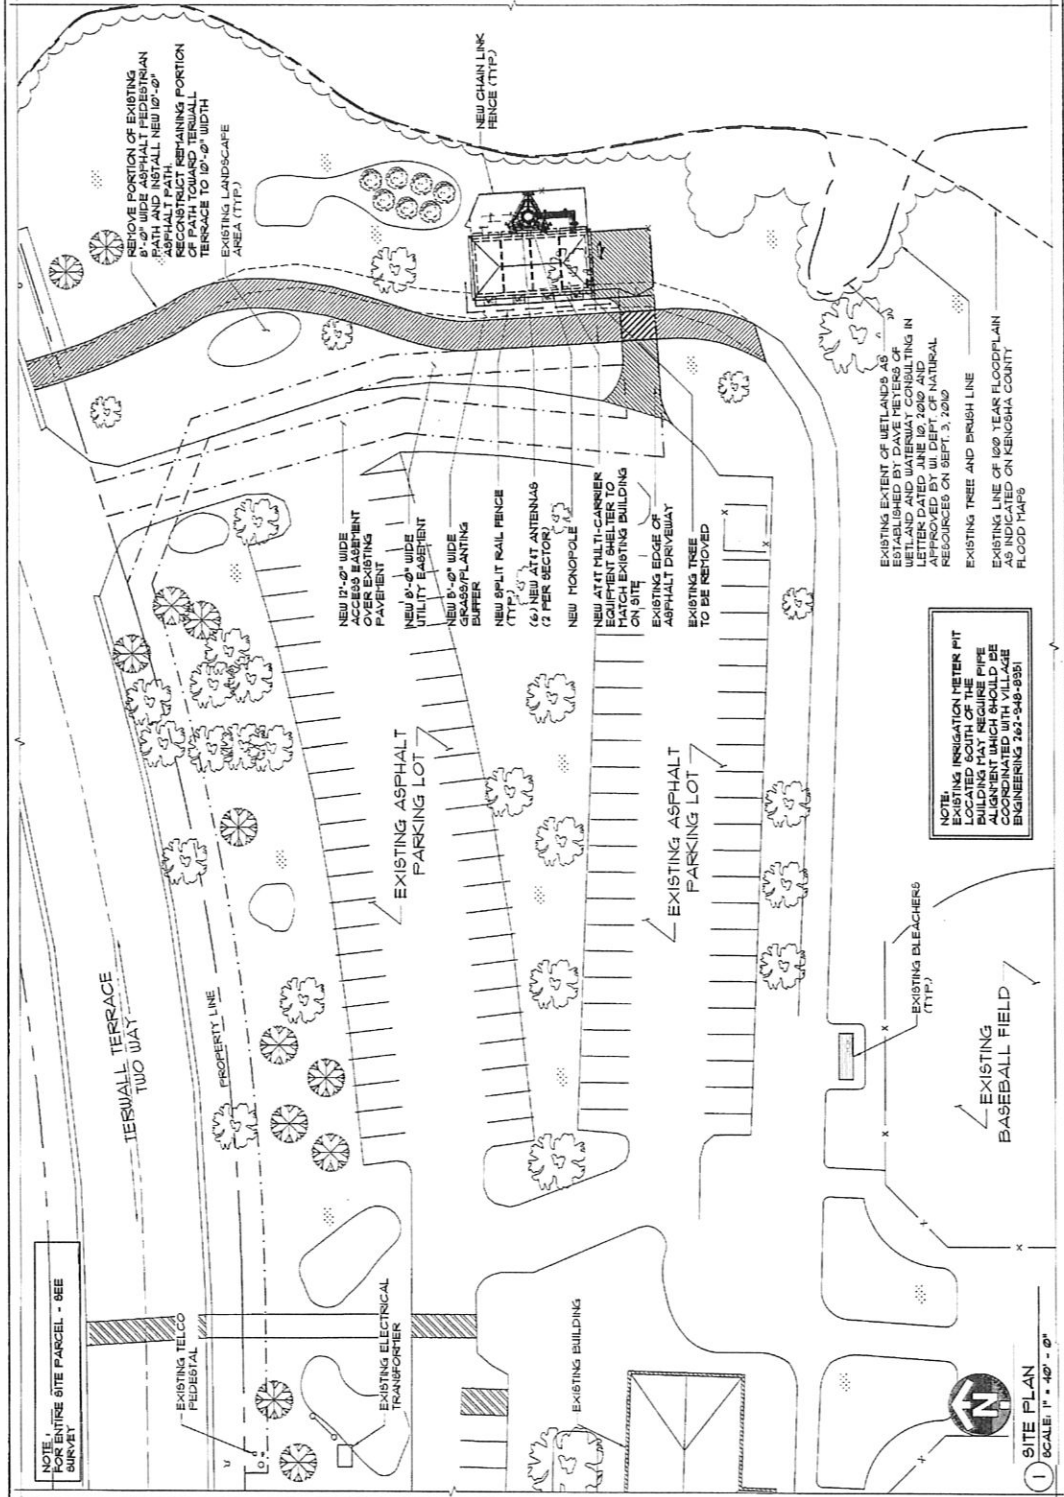 NOTE:
FOR ENTIRE SITE PARCEL - SEE
SURVEY
TERWALL TERRACE
TWO WAY
PROPERTY LINE
EXISTING TELCO
PEDESTAL
EXISTING ELECTRICAL
TRANSFORMER
EXISTING BUILDING
EXISTING ASPHALT
PARKING LOT
EXISTING ASPHALT
PARKING LOT
REMOVE PORTION OF EXISTING
8'-0" WIDE ASPHALT PEDESTRIAN
PATH AND INSTALL NEW 10'-0"
ASPHALT PATH.
RECONSTRUCT REMAINING PORTION
OF PATH TOWARD TERWALL
TERRACE TO 10'-0" WIDTH
EXISTING LANDSCAPE
AREA (TYP.)
NEW CHAIN LINK
FENCE (TYP.)
NEW 12'-0" WIDE
ACCESS EASEMENT
OVER EXISTING
PAVEMENT
NEW 8'-0" WIDE
UTILITY EASEMENT
NEW 5'-0" WIDE
GRASS/PLANTING
BUFFER
NEW SPLIT RAIL FENCE
(TYP.)
(6) NEW AT&T ANTENNAS
(2 PER SECTOR)
NEW MONOPOLE
NEW AT&T MULTI-CARRIER
EQUIPMENT SHELTER TO
MATCH EXISTING BUILDING
ON SITE
EXISTING EDGE OF
ASPHALT DRIVEWAY
EXISTING TREE
TO BE REMOVED
EXISTING EXTENT OF WETLANDS AS
ESTABLISHED BY DAVE MEYERS OF
WETLAND AND WATERWAY CONSULTING IN
LETTER DATED JUNE 10, 2010 AND
APPROVED BY WI. DEPT. OF NATURAL
RESOURCES ON SEPT. 3, 2010
EXISTING TREE AND BRUSH LINE
EXISTING LINE OF 100 YEAR FLOODPLAIN
AS INDICATED ON KENOSHA COUNTY
FLOOD MAPS
NOTE:
EXISTING IRRIGATION METER PIT
LOCATED SOUTH OF THE
BUILDING MAY REQUIRE PIPE
ALIGNMENT WHICH SHOULD BE
COORDINATED WITH VILLAGE
ENGINEERING 262-948-8951
EXISTING BLEACHERS
(TYP.)
EXISTING
BASEBALL FIELD
N
1 SITE PLAN
SCALE: 1" = 40' - 0"